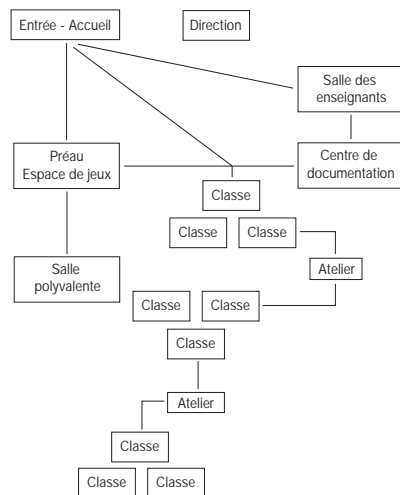 Entrée - Accueil
Direction
Salle des
enseignants
Préau
Espace de jeux
Centre de
documentation
Classe
Classe
Classe
Salle
polyvalente
Atelier
Classe
Classe
Classe
Atelier
Classe
Classe
Classe